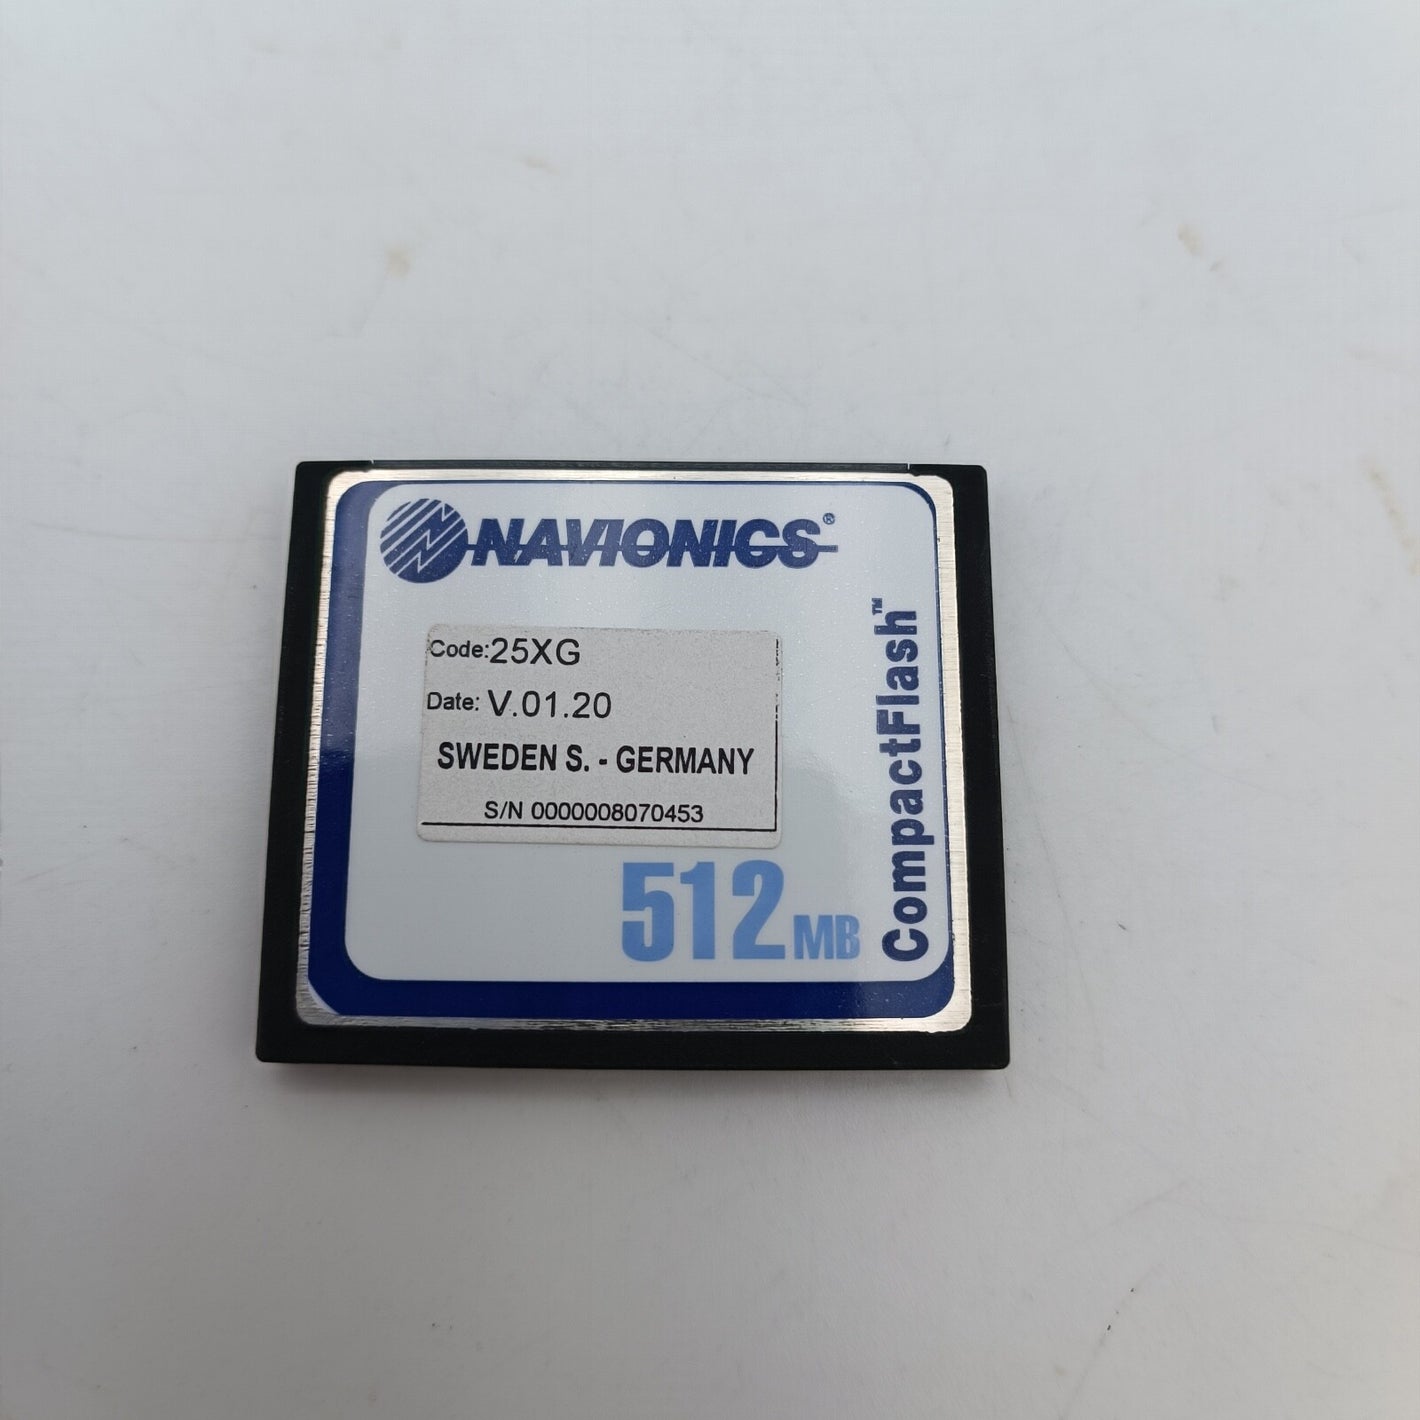 NAVIONICS®
Code:25XG
Date: V.01.20
SWEDEN S. - GERMANY
S/N 0000008070453
512MB
CompactFlash™